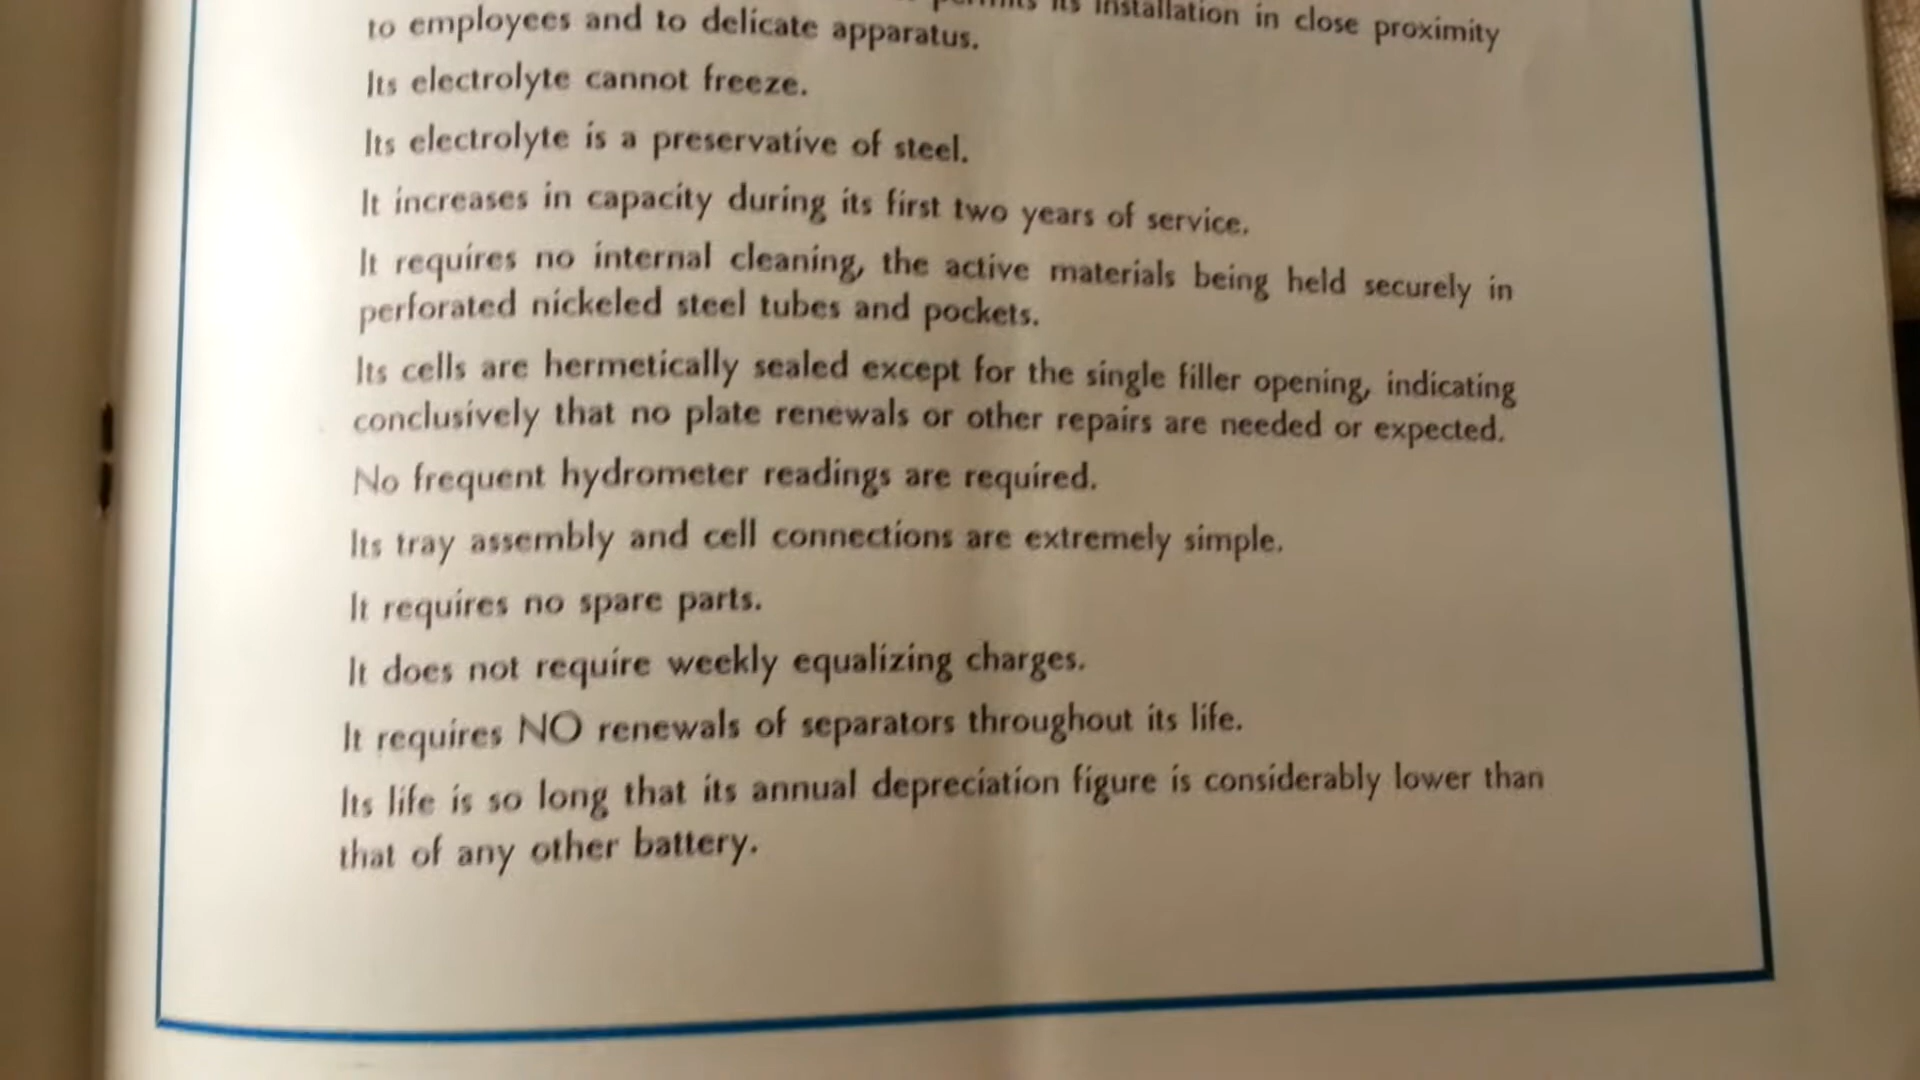 permits its installation in close proximity
to employees and to delicate apparatus.
Its electrolyte cannot freeze.
Its electrolyte is a preservative of steel.
It increases in capacity during its first two years of service.
It requires no internal cleaning, the active materials being held securely in
perforated nickeled steel tubes and pockets.
Its cells are hermetically sealed except for the single filler opening, indicating
conclusively that no plate renewals or other repairs are needed or expected.
No frequent hydrometer readings are required.
Its tray assembly and cell connections are extremely simple.
It requires no spare parts.
It does not require weekly equalizing charges.
It requires NO renewals of separators throughout its life.
Its life is so long that its annual depreciation figure is considerably lower than
that of any other battery.